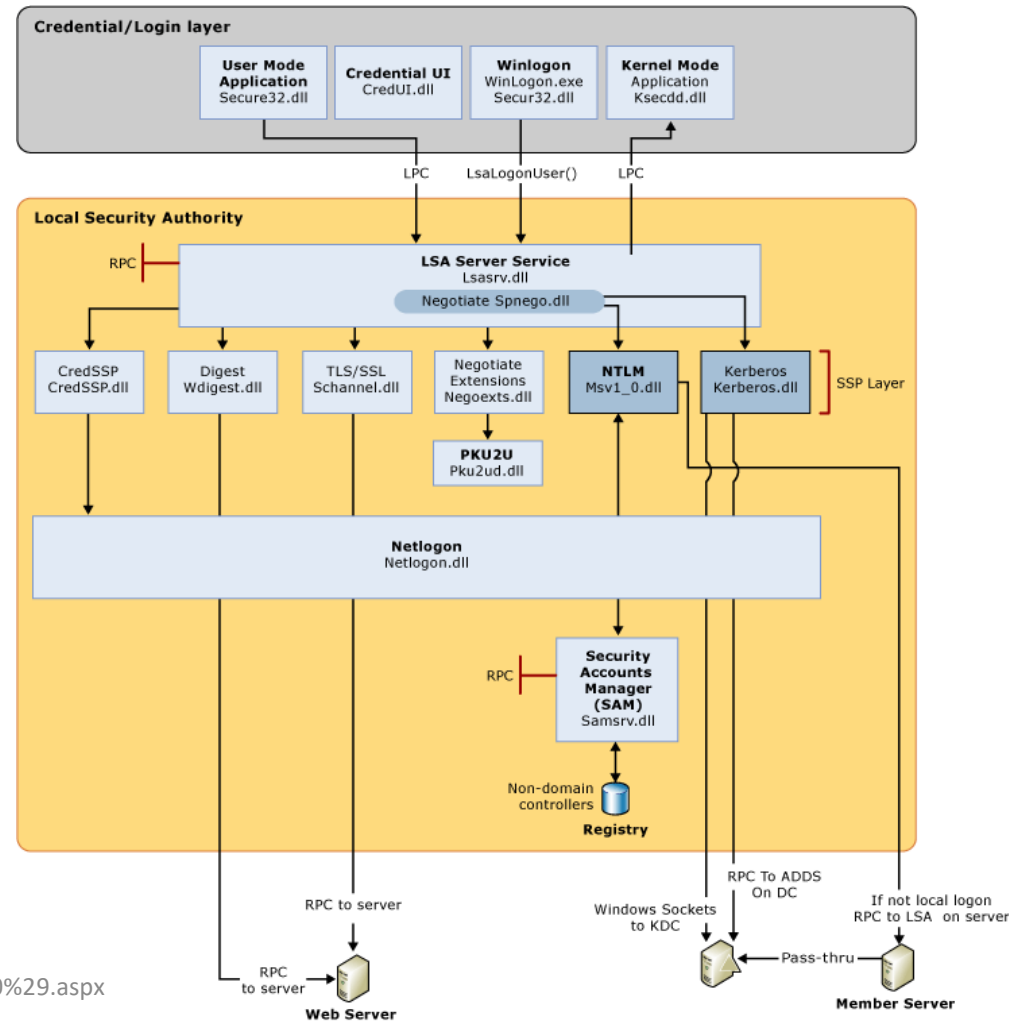 Credential/Login layer
User Mode
Application
Secure32.dll
Credential UI
CredUI.dll
Winlogon
WinLogon.exe
Secur32.dll
Kernel Mode
Application
Ksecdd.dll
LPC
LsaLogonUser()
LPC
Local Security Authority
RPC
LSA Server Service
Lsasrv.dll
Negotiate Spnego.dll
CredSSP
CredSSP.dll
Digest
Wdigest.dll
TLS/SSL
Schannel.dll
Negotiate
Extensions
Negoexts.dll
NTLM
Msv1_0.dll
Kerberos
Kerberos.dll
SSP Layer
PKU2U
Pku2ud.dll
Netlogon
Netlogon.dll
RPC
Security
Accounts
Manager
(SAM)
Samsrv.dll
Non-domain
controllers
Registry
RPC to server
RPC
to server
Web Server
Windows Sockets
to KDC
RPC To ADDS
On DC
If not local logon
RPC to LSA on server
Pass-thru
Member Server
%29.aspx